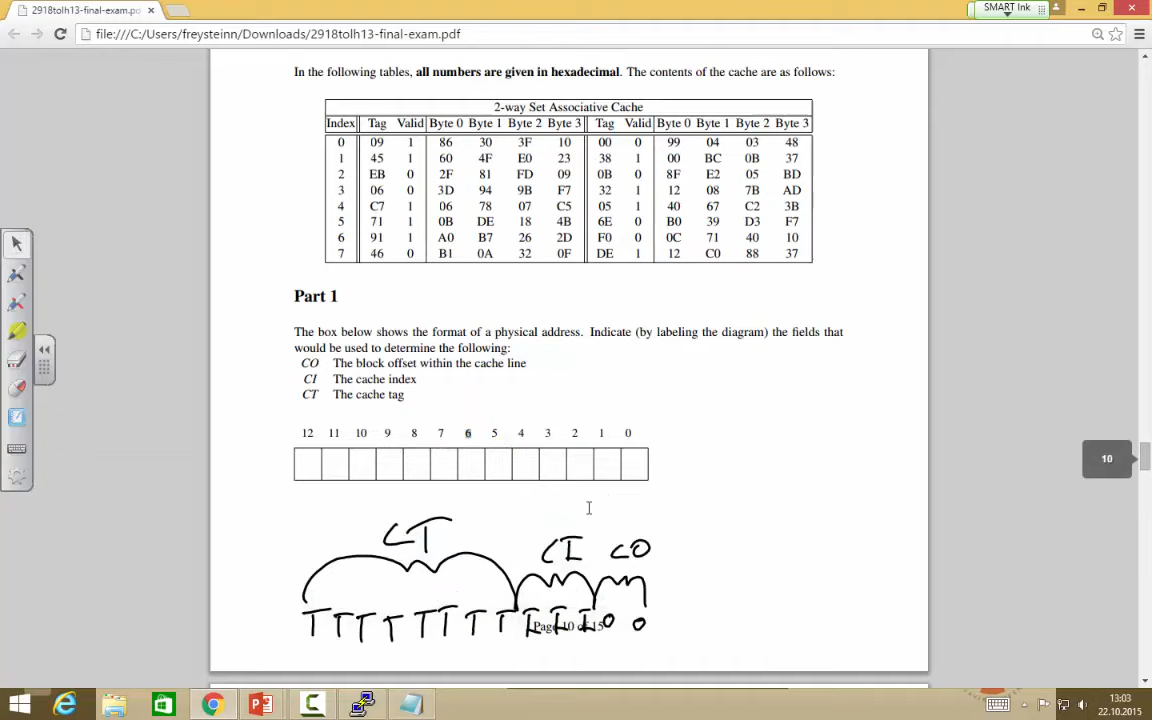 2918tolh13-final-exam.p
SMART Ink
file:///C:/Users/freysteinn/Downloads/2918tolh13-final-exam.pdf
In the following tables, all numbers are given in hexadecimal. The contents of the cache are as follows:
2-way Set Associative Cache
Index Tag Valid Byte 0 Byte 1 Byte 2 Byte 3 Tag Valid Byte 0 Byte 1 Byte 2 Byte 3
0 09 1 86 30 3F 10 00 0 99 04 03 48
1 45 1 60 4F E0 23 38 1 00 BC 0B 37
2 EB 0 2F 81 FD 09 0B 0 8F E2 05 BD
3 06 0 3D 94 9B F7 32 1 12 08 7B AD
4 C7 1 06 78 07 C5 05 1 40 67 C2 3B
5 71 1 0B DE 18 4B 6E 0 B0 39 D3 F7
6 91 1 A0 B7 26 2D F0 0 0C 71 40 10
7 46 0 B1 0A 32 0F DE 1 12 C0 88 37
Part 1
The box below shows the format of a physical address. Indicate (by labeling the diagram) the fields that
would be used to determine the following:
CO The block offset within the cache line
CI The cache index
CT The cache tag
12 11 10 9 8 7 6 5 4 3 2 1 0
10
CT CI CO
T T T T T T T T I I I O O
Page 10 of 15
13:03
22.10.2015